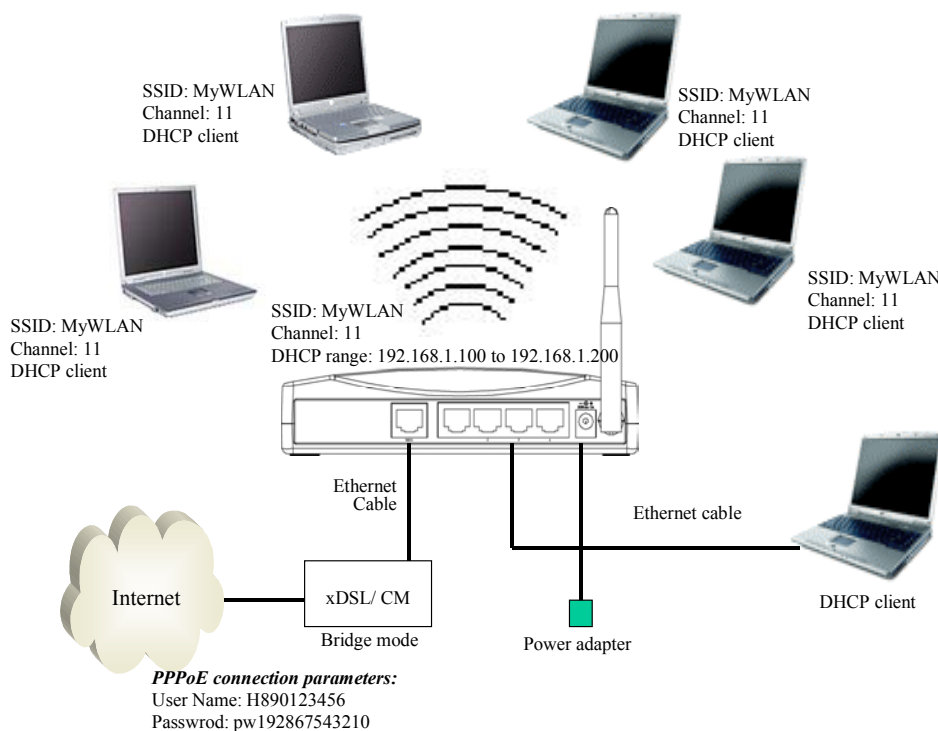 SSID: MyWLAN
Channel: 11
DHCP client
SSID: MyWLAN
Channel: 11
DHCP client
SSID: MyWLAN
Channel: 11
DHCP client
SSID: MyWLAN
Channel: 11
DHCP range: 192.168.1.100 to 192.168.1.200
SSID: MyWLAN
Channel: 11
DHCP client
Ethernet
Cable
Ethernet cable
Internet
xDSL/ CM
Bridge mode
Power adapter
DHCP client
PPPoE connection parameters:
User Name: H890123456
Passwrod: pw192867543210